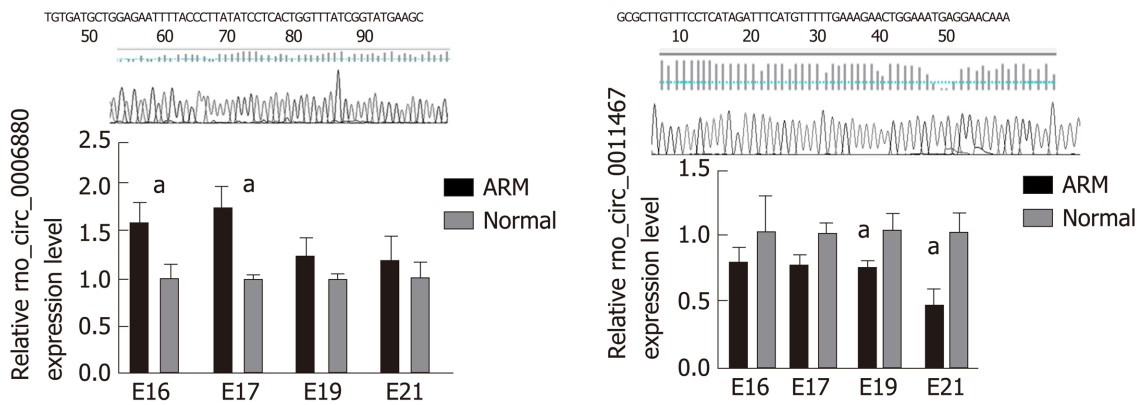 TGTGATGCTGGAGAATTTTACCCTTATATCCTCACTGGTTTATCGGTATGAAGC
50 60 70 80 90
Relative rno_circ_0006880
expression level
2.5
2.0
1.5
1.0
0.5
0.0
a a
ARM
Normal
E16 E17 E19 E21
GCGCTTGTTTCCTCATAGATTTCATGTTTTTGAAAGAACTGGAAATGAGGAACAAA
10 20 30 40 50
Relative rno_circ_0011467
expression level
1.5
1.0
0.5
0.0
a
a
ARM
Normal
E16 E17 E19 E21